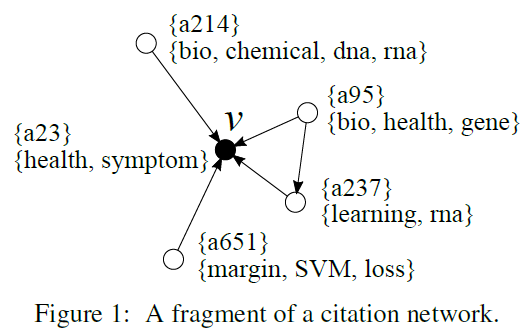 {a214}
{bio, chemical, dna, rna}
v
{a95}
{bio, health, gene}
{a23}
{health, symptom}
{a237}
{learning, rna}
{a651}
{margin, SVM, loss}
Figure 1: A fragment of a citation network.